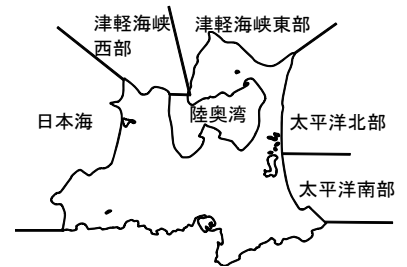 津軽海峡
西部
津軽海峡東部
日本海
陸奥湾
太平洋北部
太平洋南部